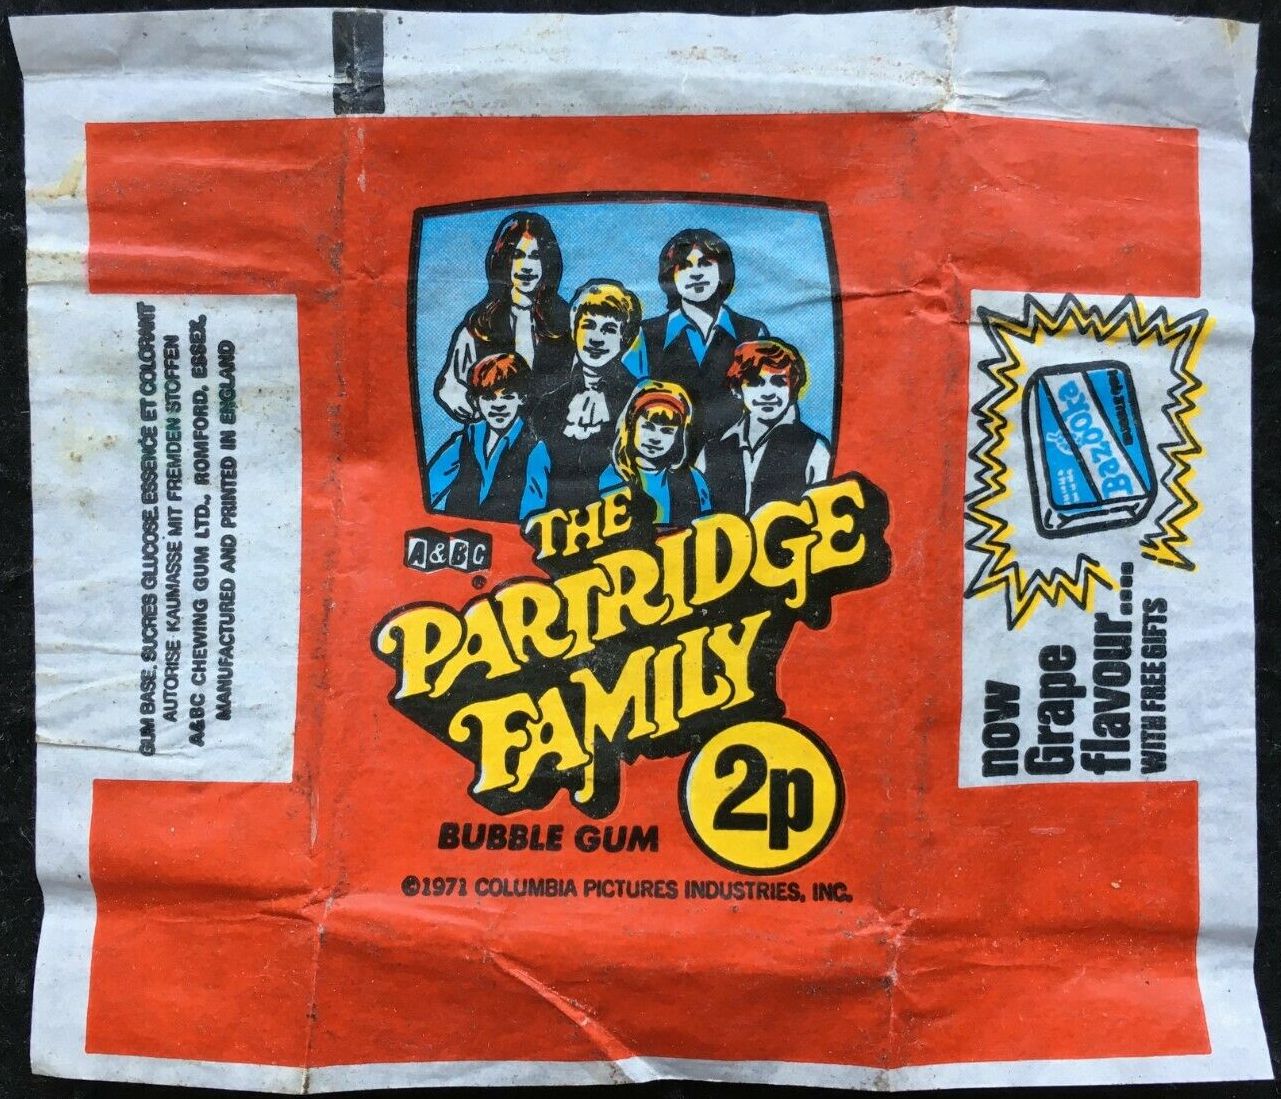 GUM BASE, SUCRES GLUCOSE, ESSENCE ET COLORANT
AUTORISE KAUMASSE MIT FREMDEN STOFFEN
A&BC CHEWING GUM LTD., ROMFORD, ESSEX.
MANUFACTURED AND PRINTED IN ENGLAND
A&BC
®
THE
PARTRIDGE
FAMILY
2p
BUBBLE GUM
©1971 COLUMBIA PICTURES INDUSTRIES, INC.
Bazooka
BUBBLE GUM
now
Grape
flavour....
WITH FREE GIFTS